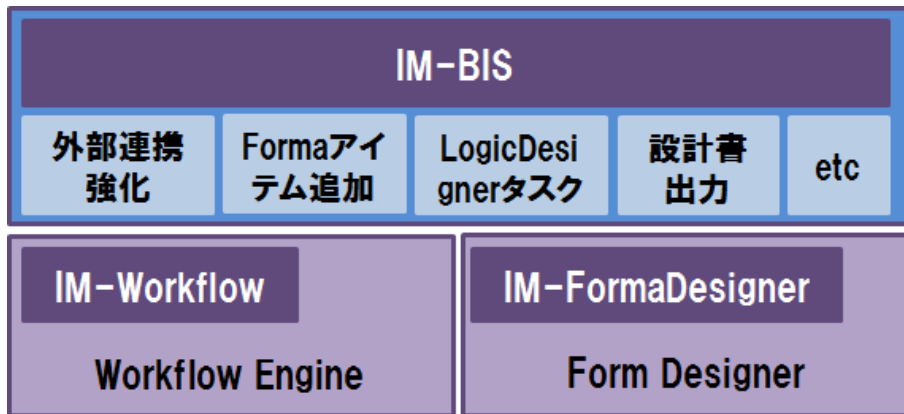 IM-BIS
外部連携
強化
Formaアイ
テム追加
LogicDesi
gnerタスク
設計書
出力
etc
IM-Workflow
Workflow Engine
IM-FormaDesigner
Form Designer